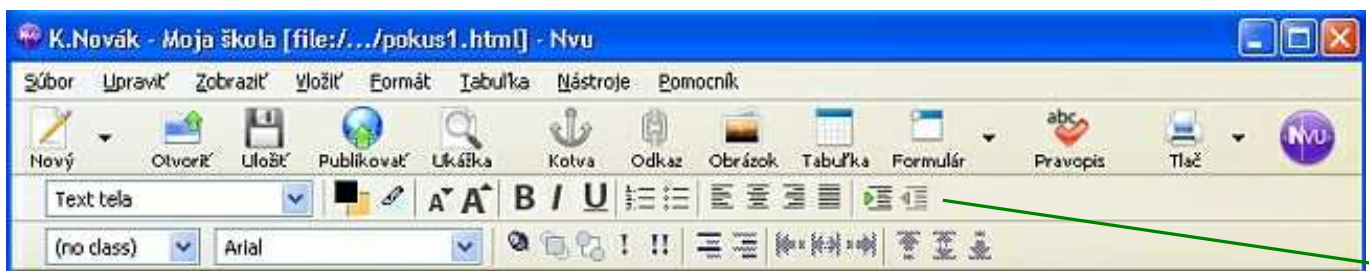 K.Novák - Moja škola [file:/.../pokus1.html] - Nvu
Súbor Upraviť Zobraziť Vložiť Formát Tabuľka Nástroje Pomocník
abc
Nový Otvoriť Uložiť Publikovať Ukážka Kotva Odkaz Obrázok Tabuľka Formulár Pravopis Tlač NVU
Text tela A A B I U
(no class) Arial ! !!